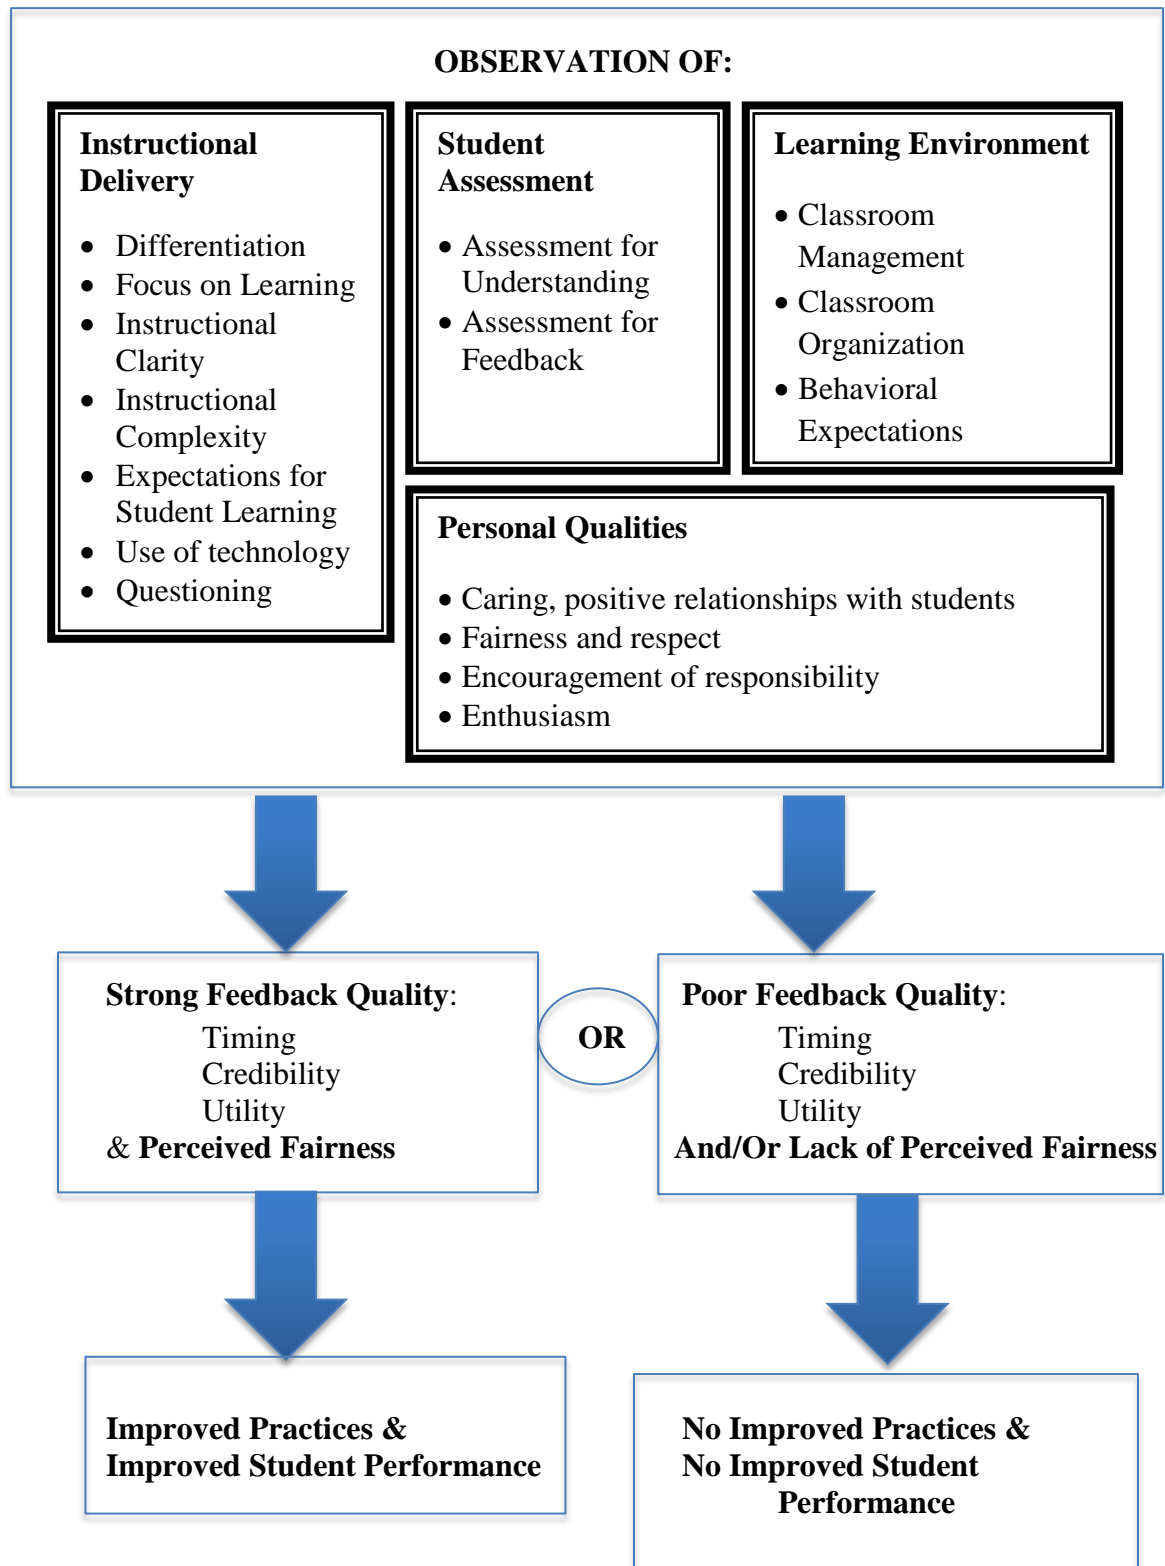 OBSERVATION OF:
Instructional
Delivery
• Differentiation
• Focus on Learning
• Instructional
Clarity
• Instructional
Complexity
• Expectations for
Student Learning
• Use of technology
• Questioning
Student
Assessment
• Assessment for
Understanding
• Assessment for
Feedback
Learning Environment
• Classroom
Management
• Classroom
Organization
• Behavioral
Expectations
Personal Qualities
• Caring, positive relationships with students
• Fairness and respect
• Encouragement of responsibility
• Enthusiasm
Strong Feedback Quality:
Timing
Credibility
Utility
& Perceived Fairness
OR
Poor Feedback Quality:
Timing
Credibility
Utility
And/Or Lack of Perceived Fairness
Improved Practices &
Improved Student Performance
No Improved Practices &
No Improved Student
Performance